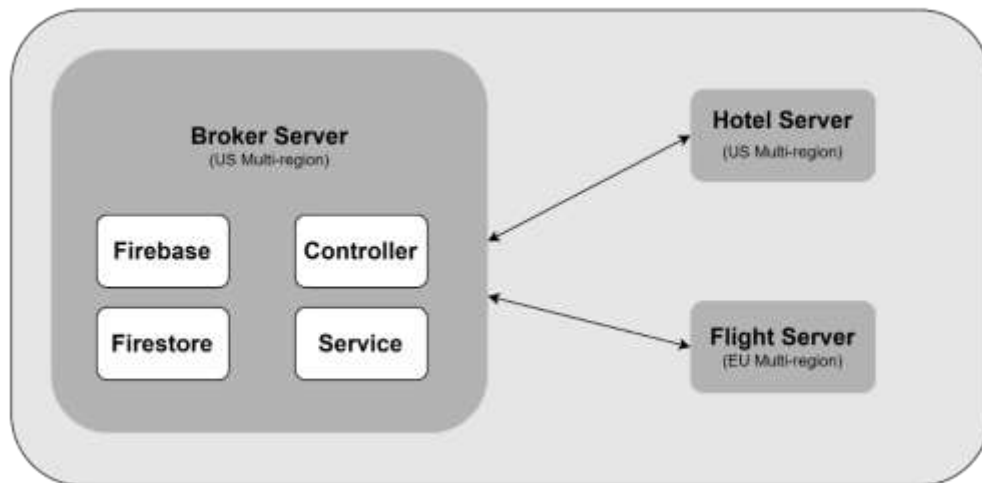 Broker Server
(US Multi-region)
Firebase
Controller
Firestore
Service
Hotel Server
(US Multi-region)
Flight Server
(EU Multi-region)